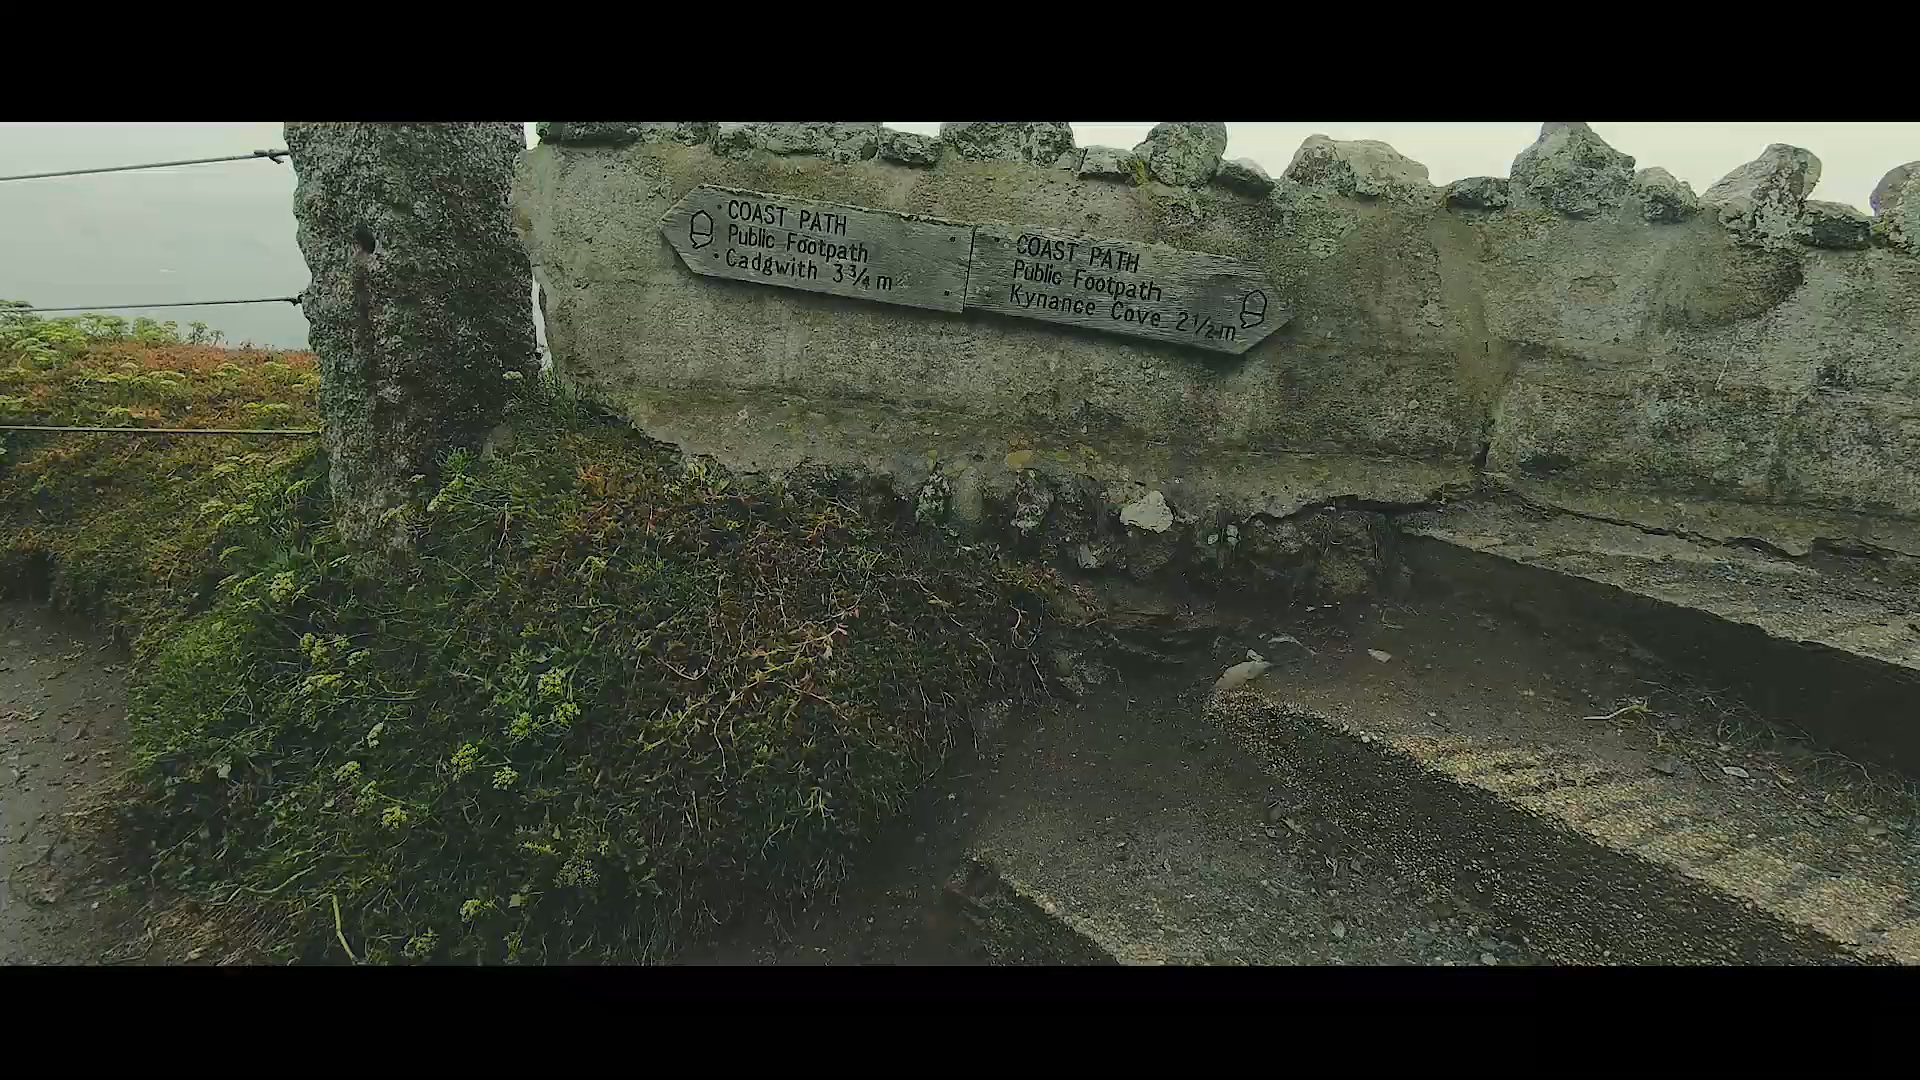 COAST PATH
Public Footpath
Cadgwith 3¾ m
COAST PATH
Public Footpath
Kynance Cove 2½ m